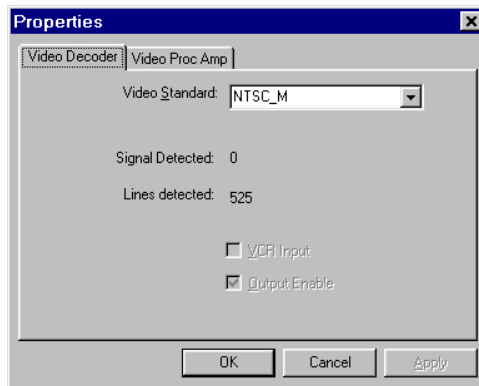 Properties
Video Decoder Video Proc Amp
Video Standard: NTSC_M
Signal Detected: 0
Lines detected: 525
VCR Input
Output Enable
OK Cancel Apply